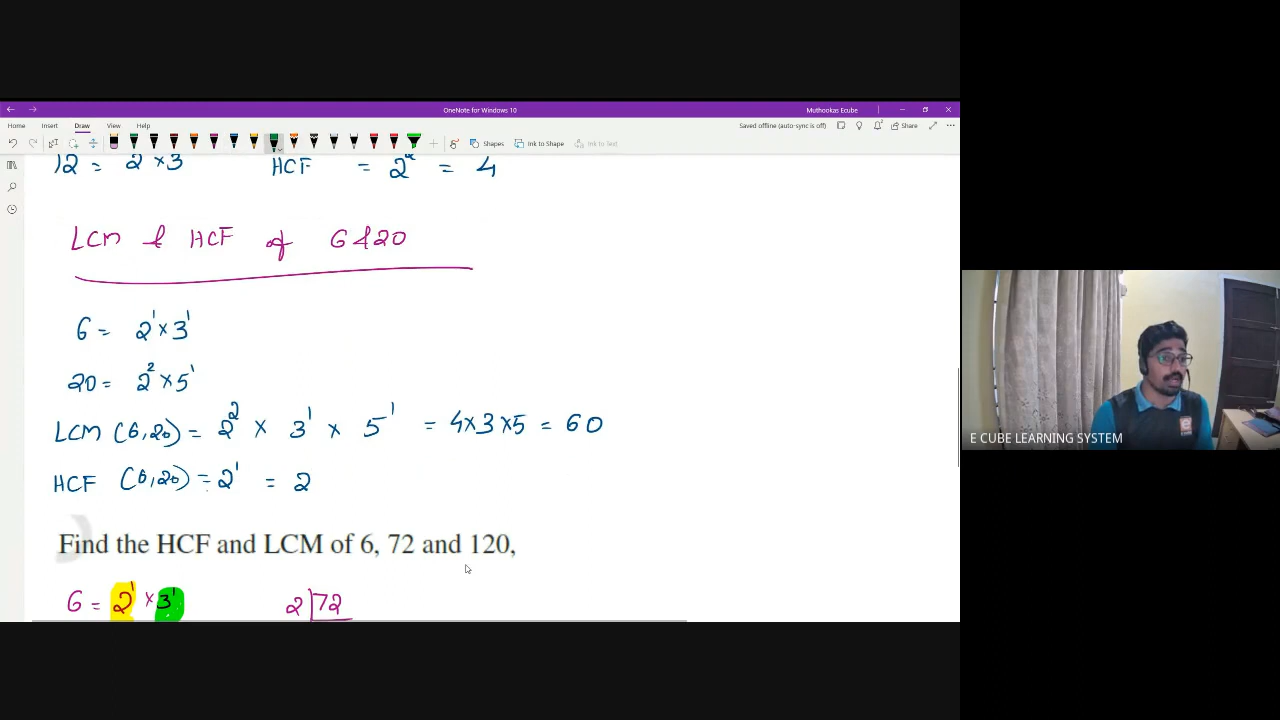 OneNote for Windows 10
Muthookas Ecube
Home Insert Draw View Help
Saved offline (auto-sync is off) Share
Shapes Ink to Shape Ink to Text
12 = 2² × 3 HCF = 2² = 4
LCM & HCF of 6 & 20
6 = 2¹ × 3¹
20 = 2² × 5¹
LCM (6,20) = 2² × 3¹ × 5¹ = 4×3×5 = 60
HCF (6,20) = 2¹ = 2
Find the HCF and LCM of 6, 72 and 120,
6 = 2¹ × 3¹ 2 72
E CUBE LEARNING SYSTEM